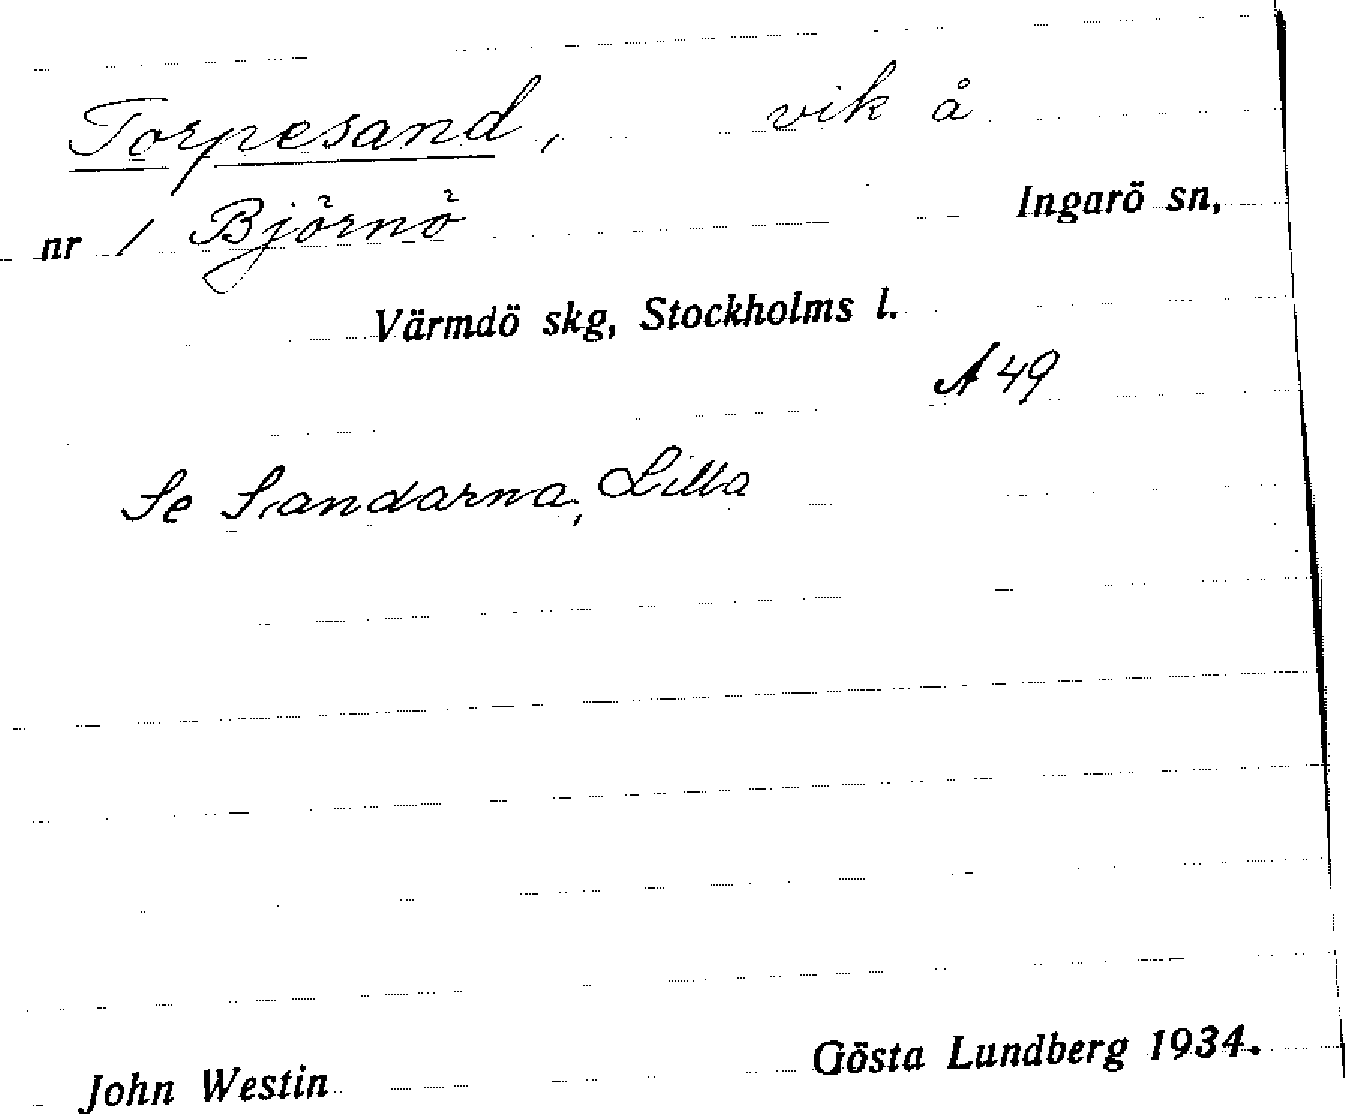 Torpesand, vik å
nr 1 Björnö Ingarö sn,
Värmdö skg, Stockholms l.
A 49
Se Sandarna, Lilla
John Westin Gösta Lundberg 1934.